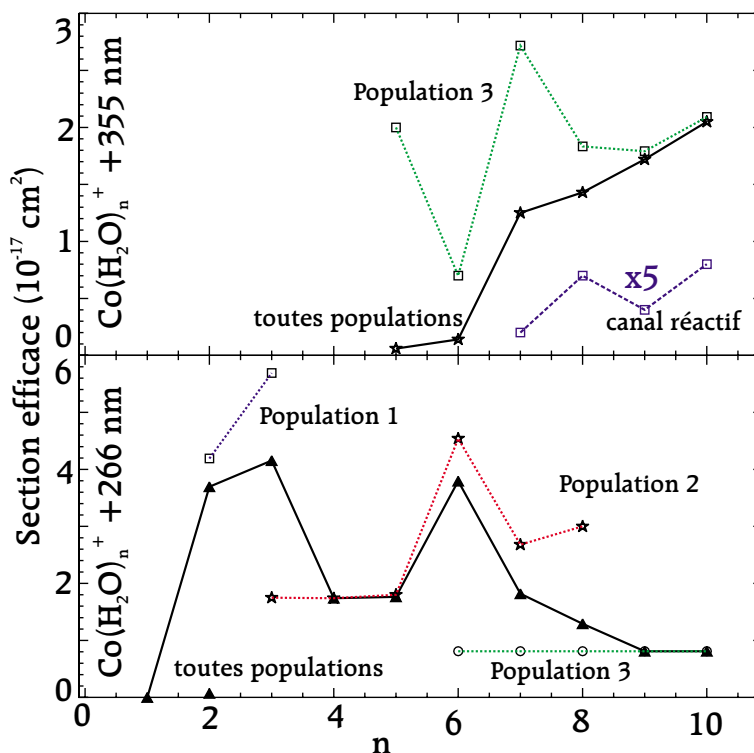 Section efficace (10⁻¹⁷ cm²)
Co(H₂O)ₙ⁺ +355 nm
3
2
1
0
Population 3
toutes populations
x5
canal réactif
Co(H₂O)ₙ⁺ +266 nm
6
4
2
0
Population 1
Population 2
toutes populations
Population 3
0 2 4 6 8 10
n